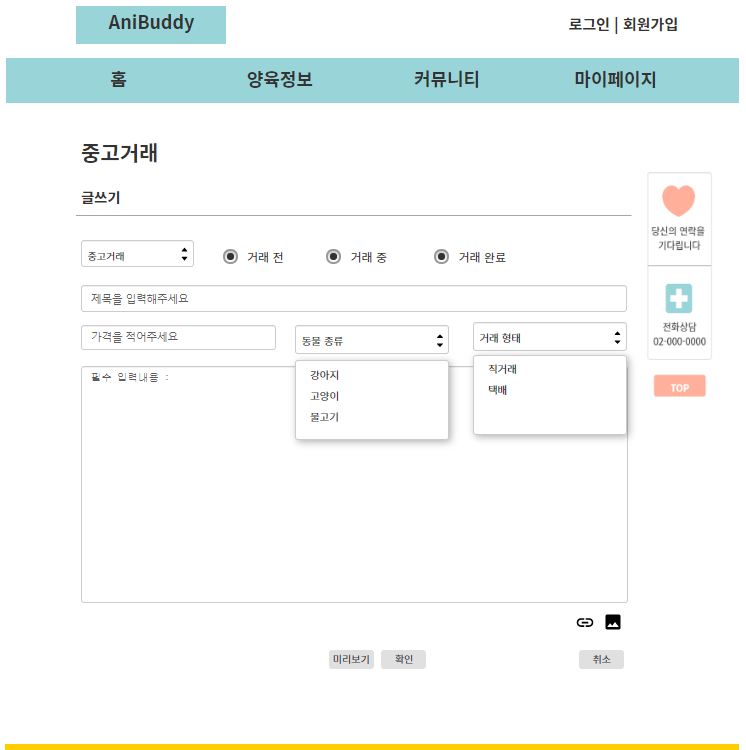 AniBuddy
로그인 | 회원가입
홈
양육정보
커뮤니티
마이페이지
중고거래
글쓰기
중고거래
거래 전
거래 중
거래 완료
제목을 입력해주세요
가격을 적어주세요
동물 종류
거래 형태
강아지
고양이
물고기
직거래
택배
필수 입력내용 :
미리보기
확인
취소
당신의 연락을
기다립니다
전화상담
02-000-0000
TOP